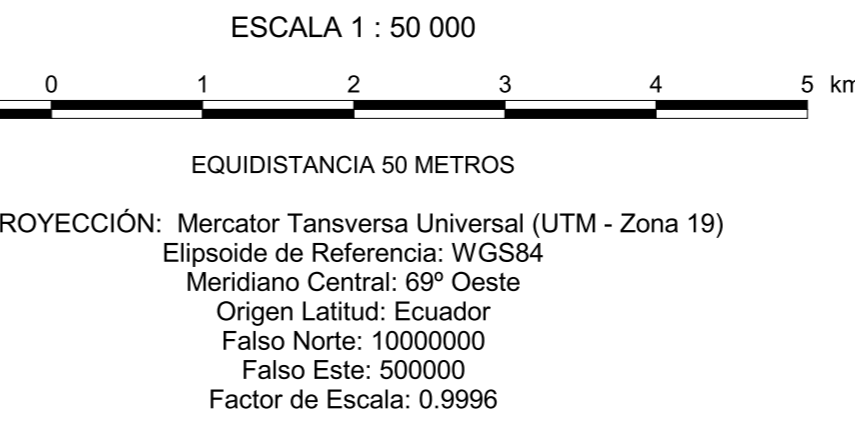 ESCALA 1 : 50 000
0 1 2 3 4 5 km
EQUIDISTANCIA 50 METROS
ROYECCIÓN: Mercator Tansversa Universal (UTM - Zona 19)
Elipsoide de Referencia: WGS84
Meridiano Central: 69º Oeste
Origen Latitud: Ecuador
Falso Norte: 10000000
Falso Este: 500000
Factor de Escala: 0.9996